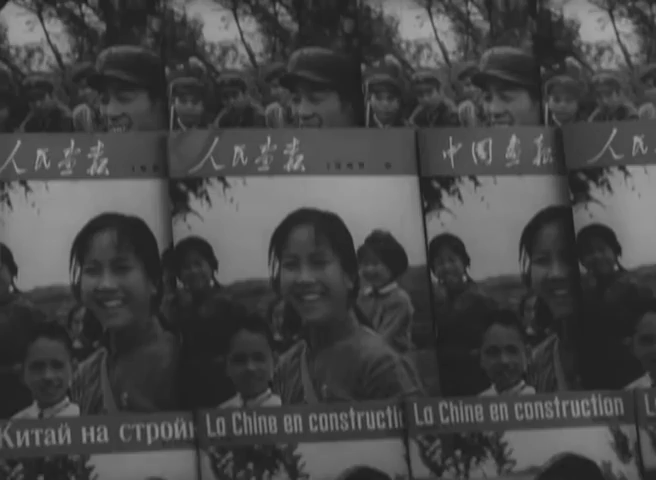 人民画报
人民画报
中国画报
人民
Китай на строй
La Chine en constructi
La Chine en construction
L